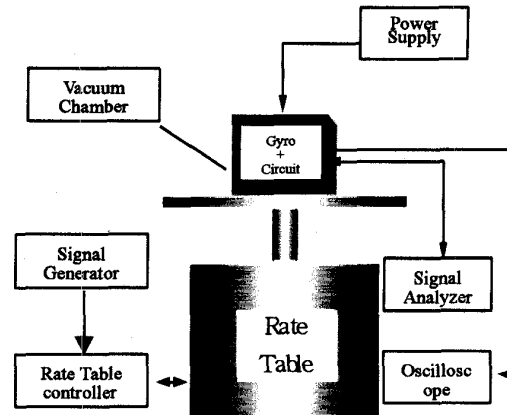 Power
Supply
Vacuum
Chamber
Gyro
+
Circuit
Signal
Generator
Signal
Analyzer
Rate
Table
Rate Table
controller
Oscillosc
ope